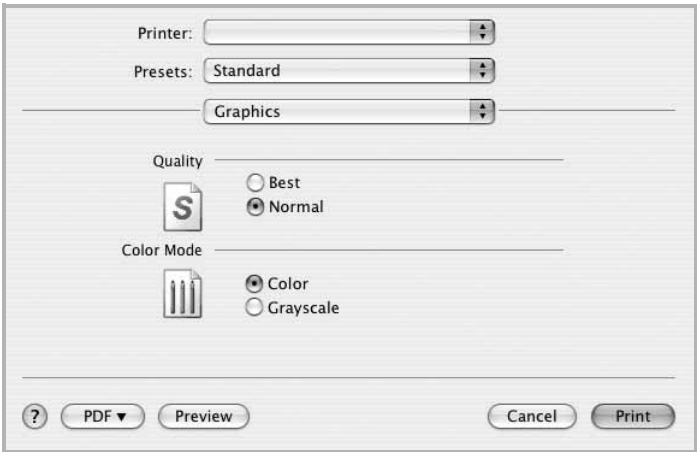 Printer:
Presets: Standard
Graphics
Quality
Best
S
Normal
Color Mode
Color
Grayscale
? PDF ▼ Preview Cancel Print